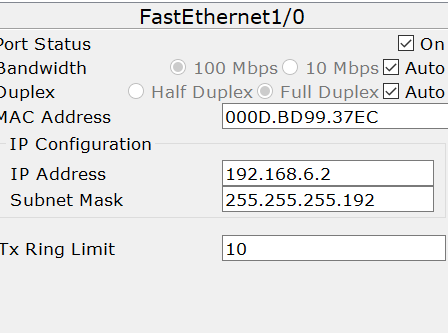 FastEthernet1/0
Port Status On
Bandwidth 100 Mbps 10 Mbps Auto
Duplex Half Duplex Full Duplex Auto
MAC Address 000D.BD99.37EC
IP Configuration
IP Address 192.168.6.2
Subnet Mask 255.255.255.192
Tx Ring Limit 10